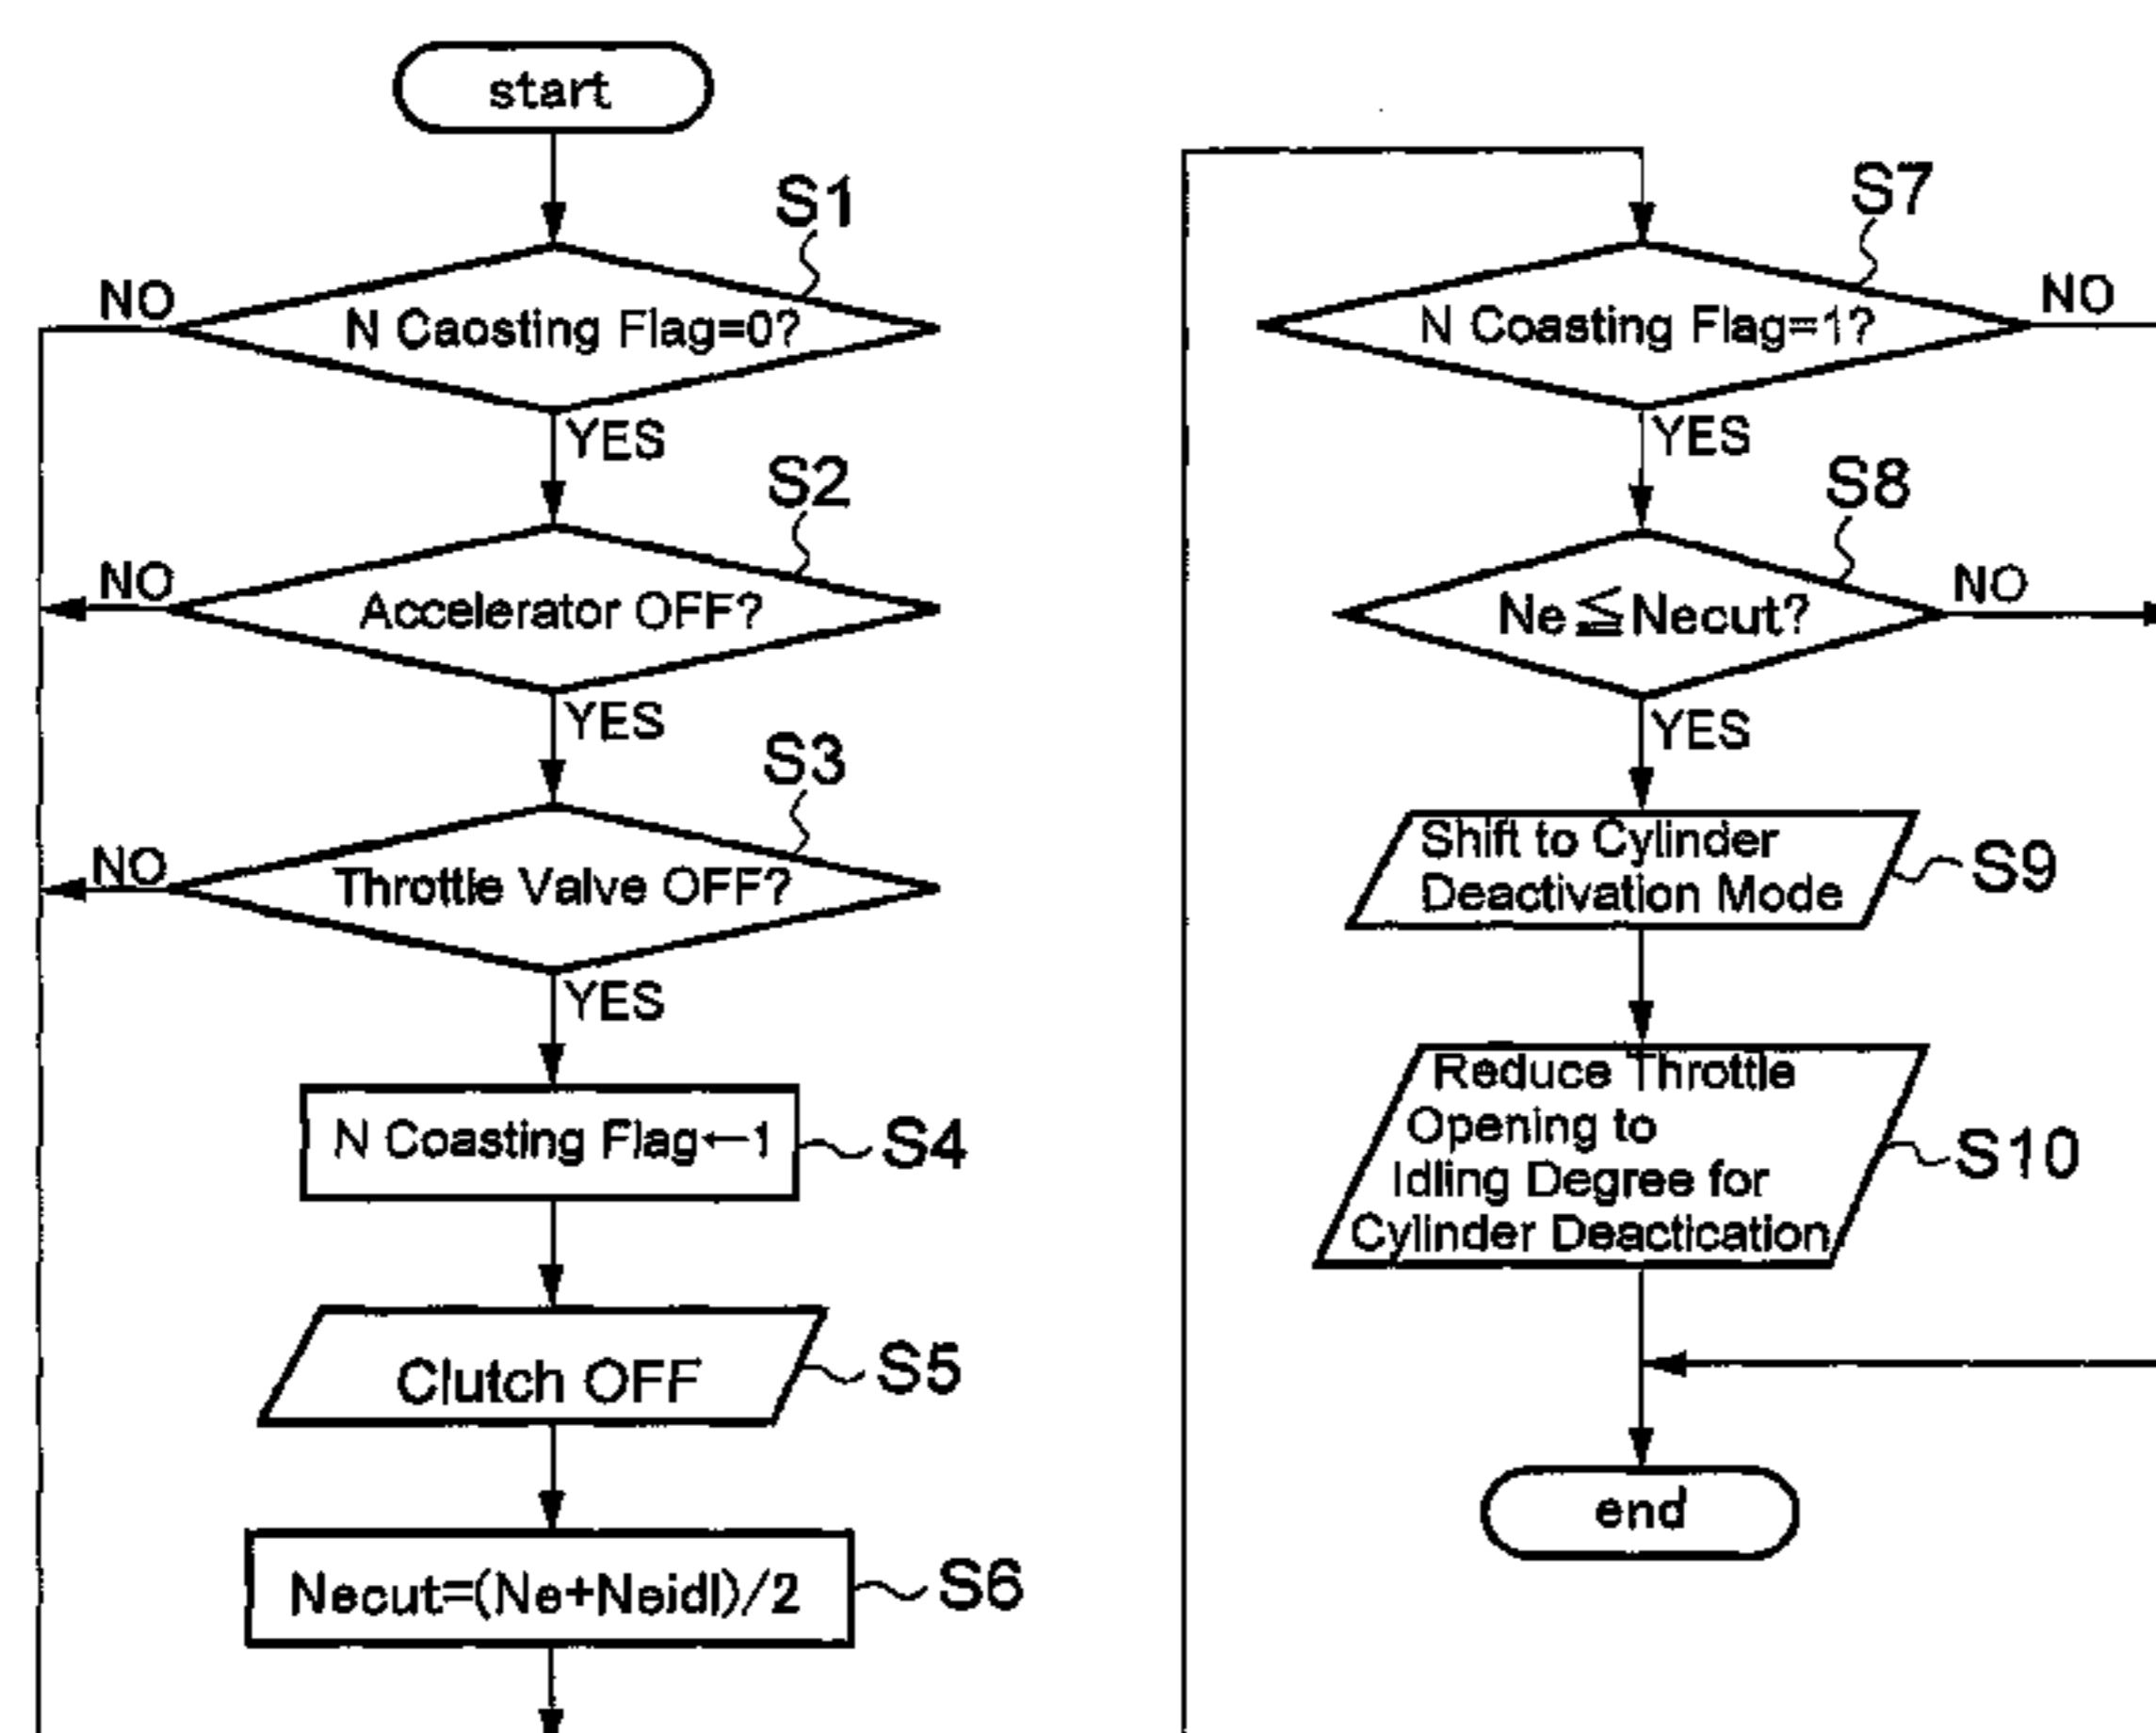 start
S1
NO
N Caosting Flag=0?
YES
S2
NO
Accelerator OFF?
YES
S3
NO
Throttle Valve OFF?
YES
N Coasting Flag←1
S4
Clutch OFF
S5
Necut=(Ne+Neidl)/2
S6
S7
NO
N Coasting Flag=1?
YES
S8
NO
Ne≦Necut?
YES
Shift to Cylinder
Deactivation Mode
S9
Reduce Throttle
Opening to
Idling Degree for
Cylinder Deactication
S10
end